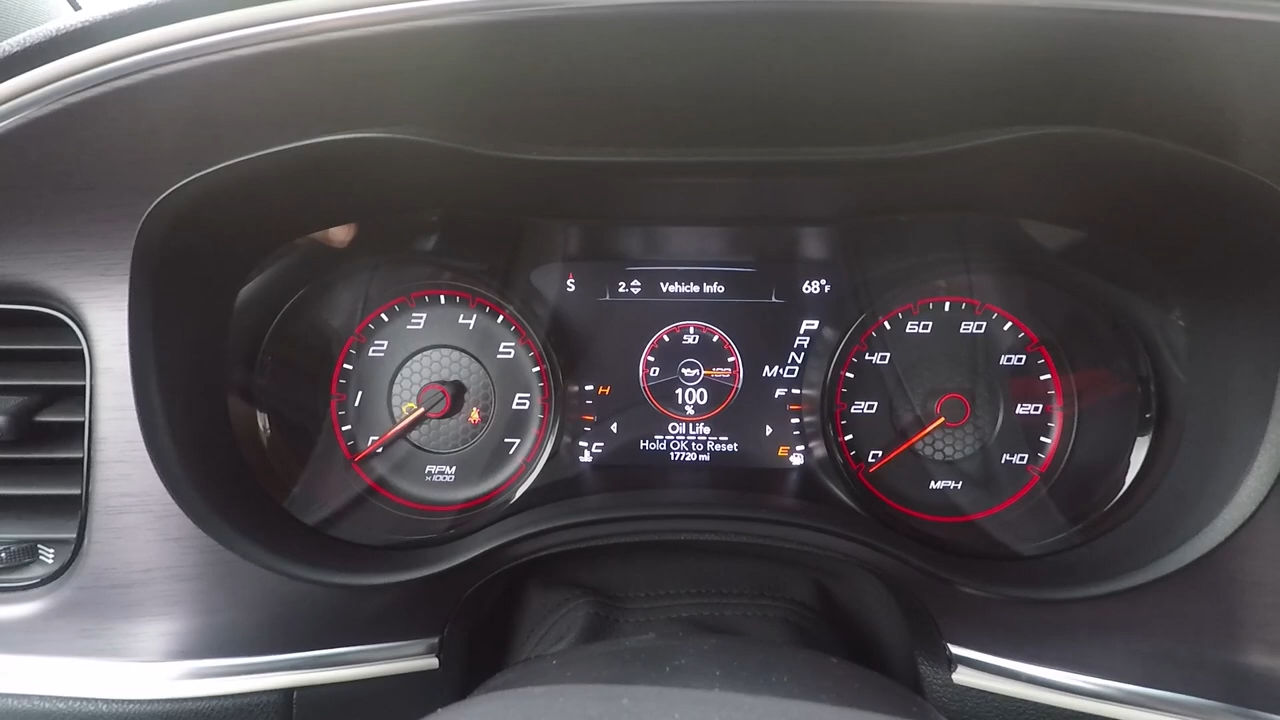 S
2. Vehicle Info
68°F
1 2 3 4 5 6 7
RPM
x1000
H
C
0 50 100
100
%
Oil Life
Hold OK to Reset
17720 mi
P
R
N
M D
F
E
0 20 40 60 80 100 120 140
MPH